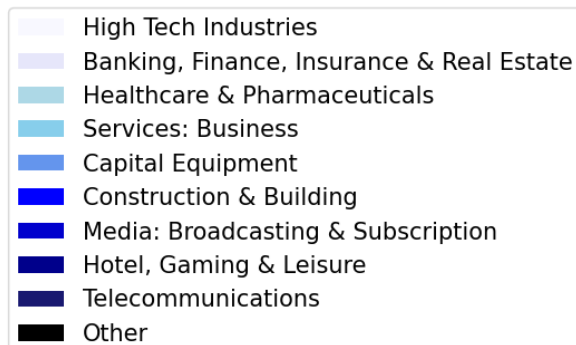 High Tech Industries
Banking, Finance, Insurance & Real Estate
Healthcare & Pharmaceuticals
Services: Business
Capital Equipment
Construction & Building
Media: Broadcasting & Subscription
Hotel, Gaming & Leisure
Telecommunications
Other